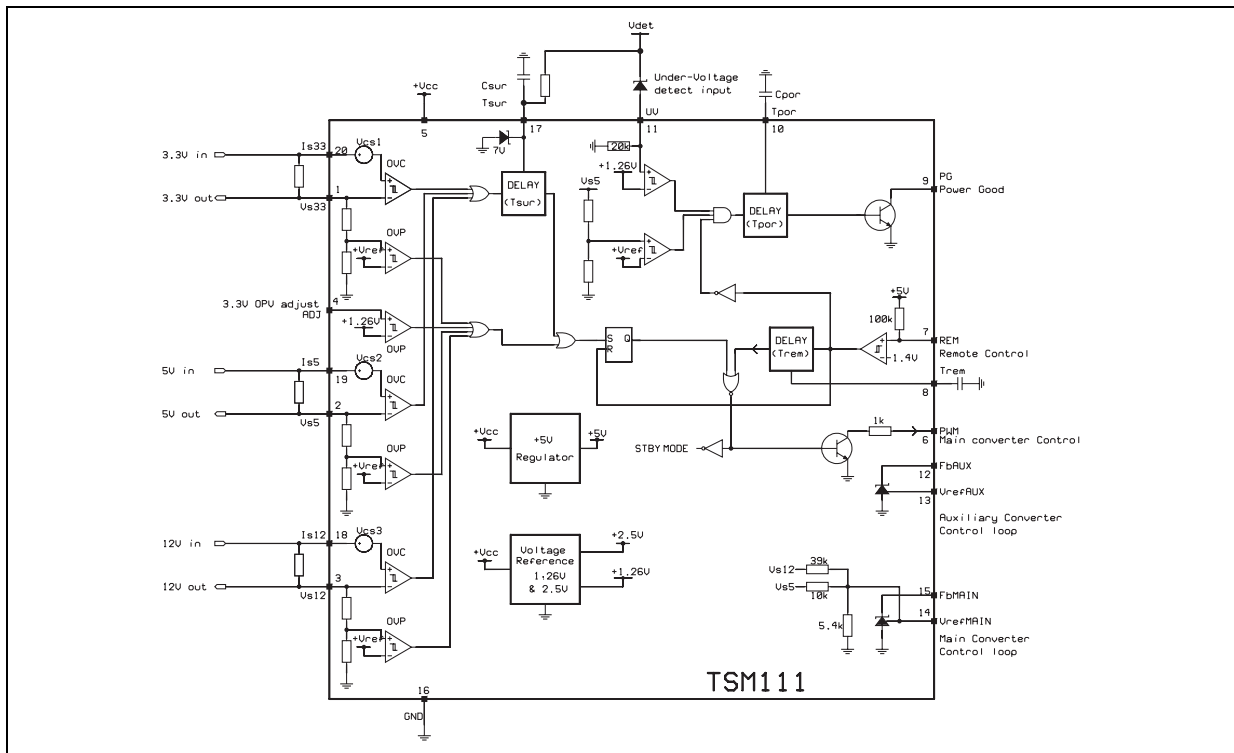 Vdet
Csur
Tsur
Under-Voltage
detect input
Cpor
Tpor
+Vcc
UV
5
17
11
10
7V
20k
3.3V in
Is33
20
Vcs1
OVC
+1.26V
PG
9
Power Good
DELAY
(Tsur)
Vs5
DELAY
(Tpor)
3.3V out
1
Vs33
OVP
+Vref
+Vref
3.3V OPV adjust
ADJ
4
+1.26V
OVP
+5V
100k
7
REM
Remote Control
1.4V
S
Q
R
DELAY
(Trem)
Trem
8
5V in
Is5
19
Vcs2
OVC
5V out
2
Vs5
OVP
+Vref
+Vcc
+5V
Regulator
+5V
STBY MODE
1k
PWM
6
Main converter Control
FbAUX
12
VrefAUX
13
Auxiliary Converter
Control loop
12V in
Is12
18
Vcs3
OVC
12V out
3
Vs12
OVP
+Vref
+Vcc
Voltage
Reference
1.26V
& 2.5V
+2.5V
+1.26V
Vs12
39k
Vs5
10k
5.4k
FbMAIN
15
14
VrefMAIN
Main Converter
Control loop
TSM111
16
GND